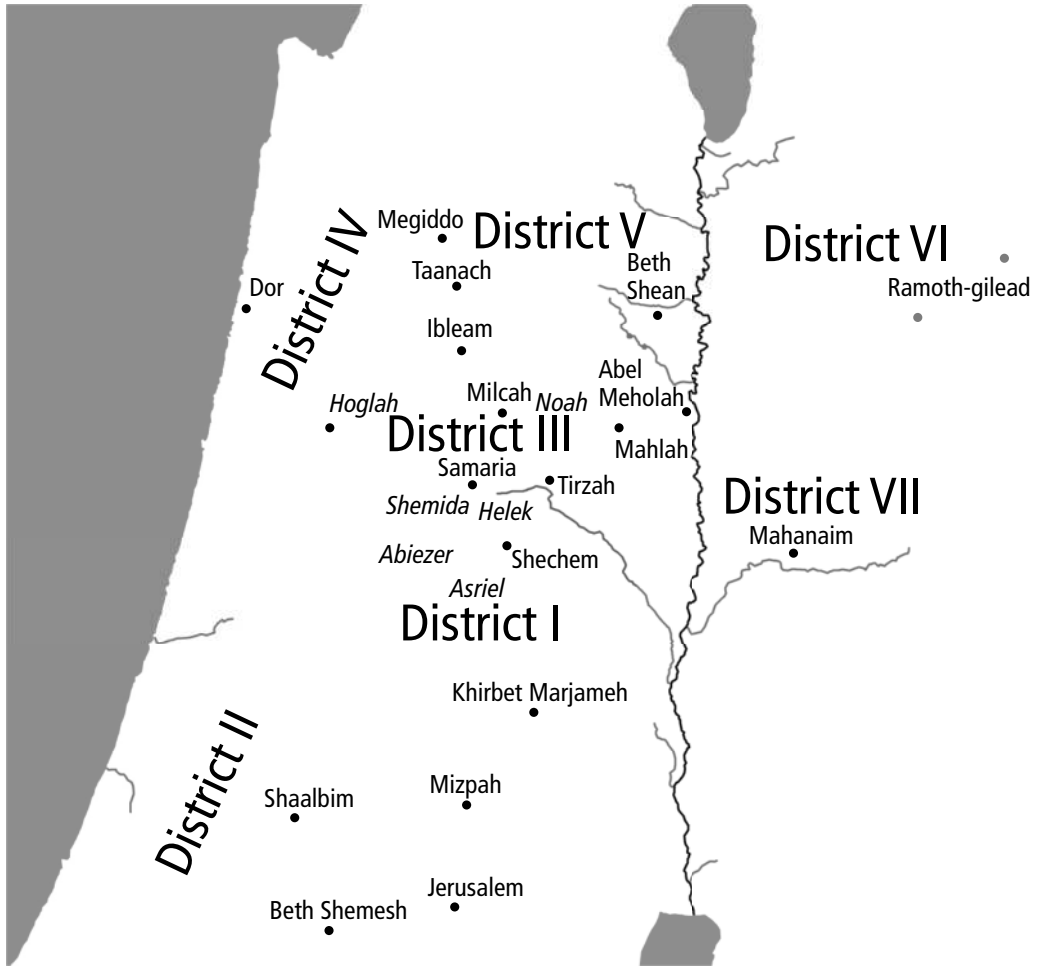 Megiddo
District V
District IV
District VI
Beth
Shean
Taanach
Dor
Ramoth-gilead
Ibleam
Abel
Meholah
Milcah
Noah
Hoglah
District III
Mahlah
Samaria
Tirzah
Shemida
Helek
District VII
Mahanaim
Abiezer
Shechem
Asriel
District I
Khirbet Marjameh
District II
Mizpah
Shaalbim
Jerusalem
Beth Shemesh